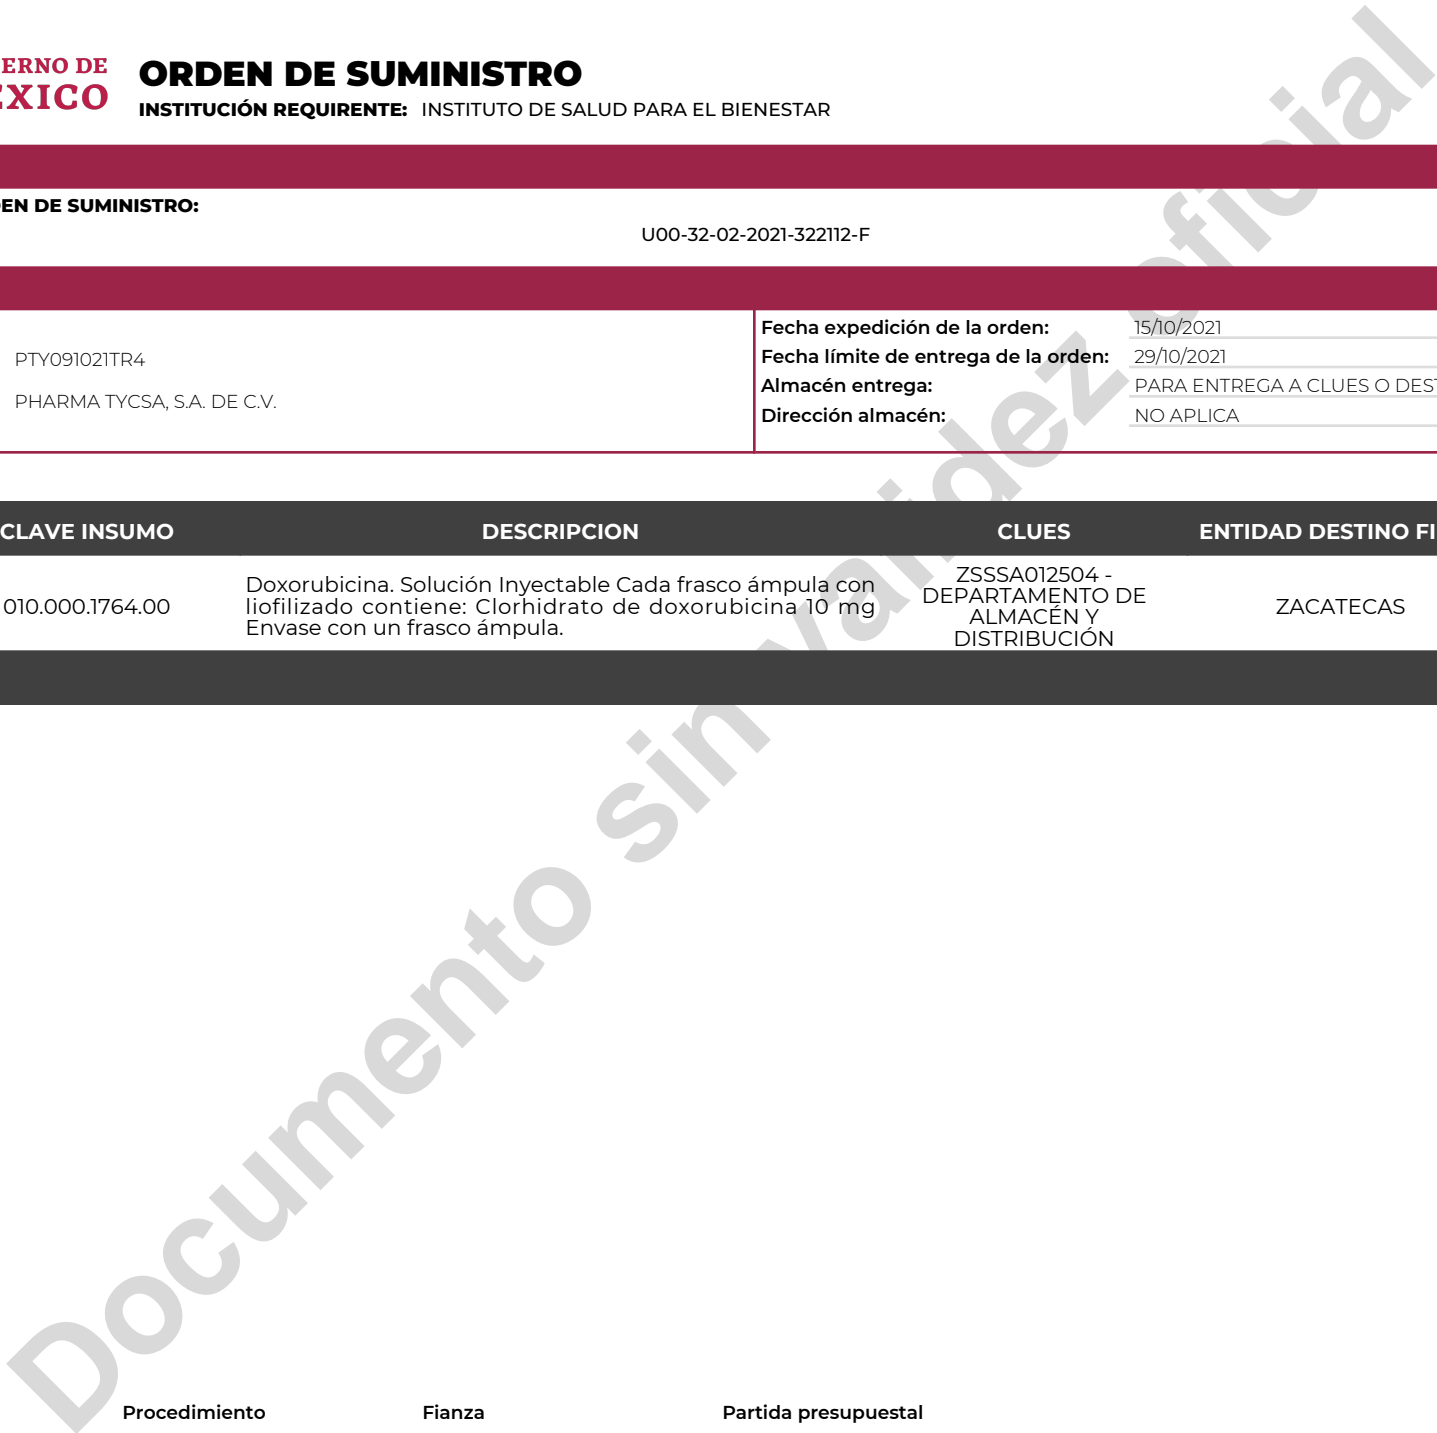 ERNO DE
XICO
ORDEN DE SUMINISTRO
INSTITUCIÓN REQUIRENTE: INSTITUTO DE SALUD PARA EL BIENESTAR
EN DE SUMINISTRO:
U00-32-02-2021-322112-F
PTY091021TR4
PHARMA TYCSA, S.A. DE C.V.
Fecha expedición de la orden: 15/10/2021
Fecha límite de entrega de la orden: 29/10/2021
Almacén entrega: PARA ENTREGA A CLUES O DEST
Dirección almacén: NO APLICA
CLAVE INSUMO DESCRIPCION CLUES ENTIDAD DESTINO FI
010.000.1764.00
Doxorubicina. Solución Inyectable Cada frasco ámpula con
liofilizado contiene: Clorhidrato de doxorubicina 10 mg
Envase con un frasco ámpula.
ZSSSA012504 -
DEPARTAMENTO DE
ALMACÉN Y
DISTRIBUCIÓN
ZACATECAS
Documento sin validez oficial
Procedimiento Fianza Partida presupuestal